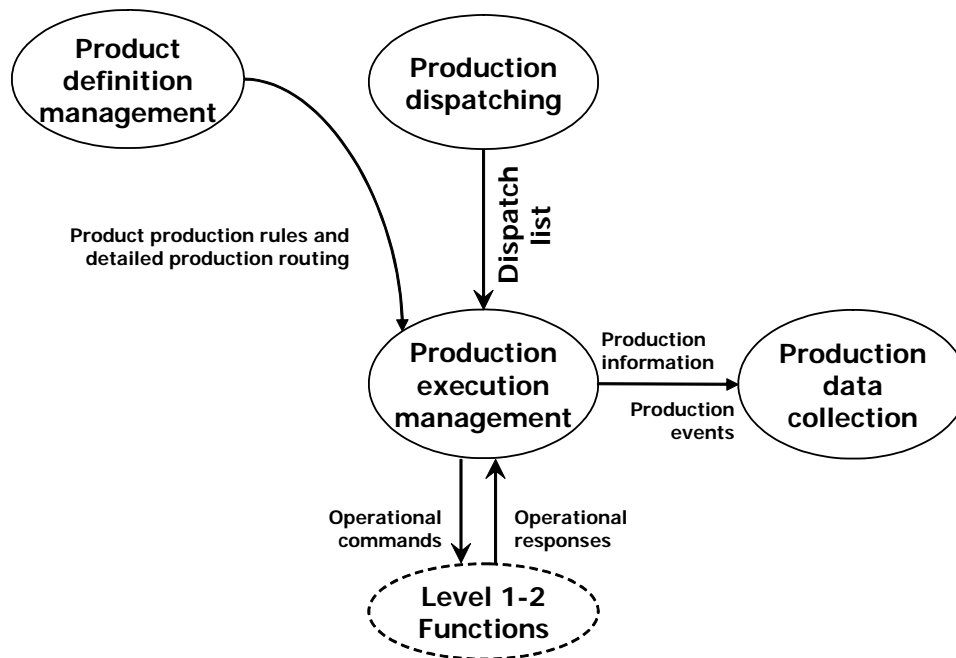 Product
definition
management
Production
dispatching
Dispatch
list
Product production rules and
detailed production routing
Production
execution
management
Production
information
Production
events
Production
data
collection
Operational
commands
Operational
responses
Level 1-2
Functions